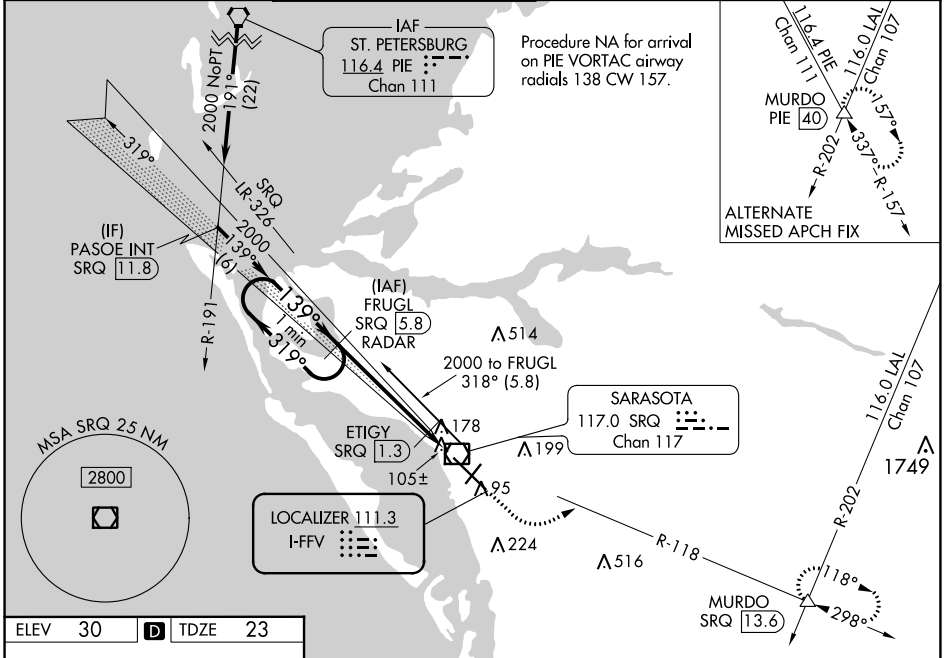 IAF
ST. PETERSBURG
116.4 PIE
Chan 111
Procedure NA for arrival
on PIE VORTAC airway
radials 138 CW 157.
2000 NoPT
191°
(22)
319°
SRQ
LR-326
2000
(IF)
PASOE INT
SRQ 11.8
139°
(6)
R-191
139°
1 min
319°
(IAF)
FRUGL
SRQ 5.8
RADAR
514
2000 to FRUGL
318° (5.8)
SARASOTA
117.0 SRQ
Chan 117
178
ETIGY
SRQ 1.3
105±
199
95
LOCALIZER 111.3
I-FFV
224
516
R-118
MURDO
SRQ 13.6
118°
298°
R-202
116.0 LAL
Chan 107
1749
116.4 PIE
Chan 111
116.0 LAL
Chan 107
MURDO
PIE 40
157°
337°
R-202
R-157
ALTERNATE
MISSED APCH FIX
MSA SRQ 25 NM
2800
ELEV 30 D TDZE 23